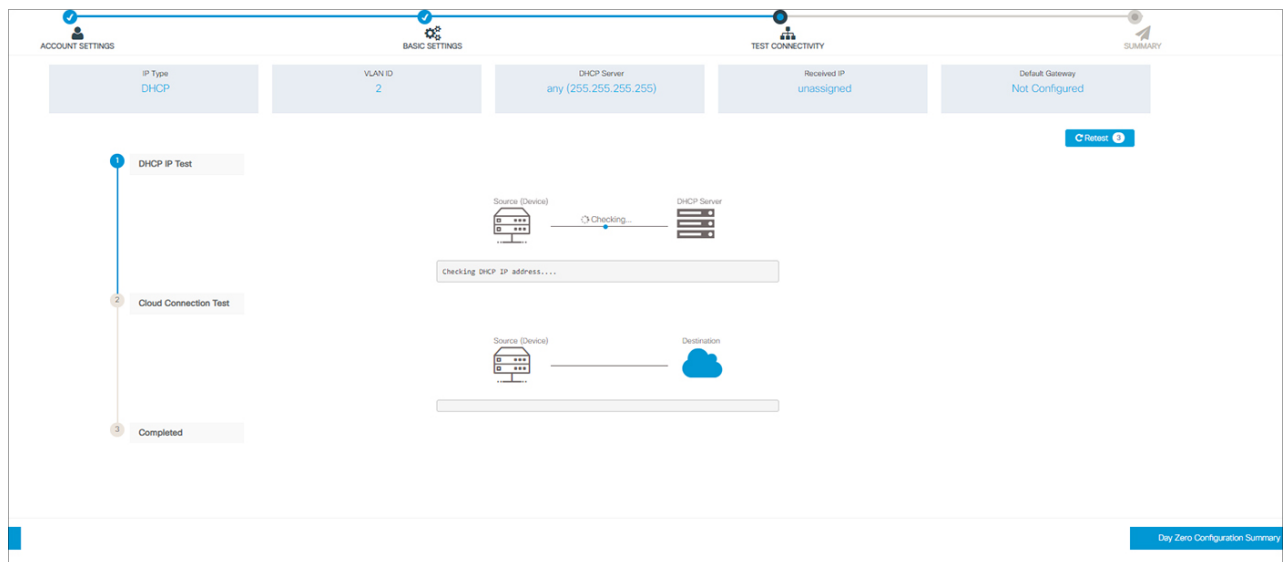 ACCOUNT SETTINGS
BASIC SETTINGS
TEST CONNECTIVITY
SUMMARY
IP Type
DHCP
VLAN ID
2
DHCP Server
any (255.255.255.255)
Received IP
unassigned
Default Gateway
Not Configured
Retest 3
1
DHCP IP Test
Source (Device)
DHCP Server
Checking...
Checking DHCP IP address....
2
Cloud Connection Test
Source (Device)
Destination
3
Completed
Day Zero Configuration Summary